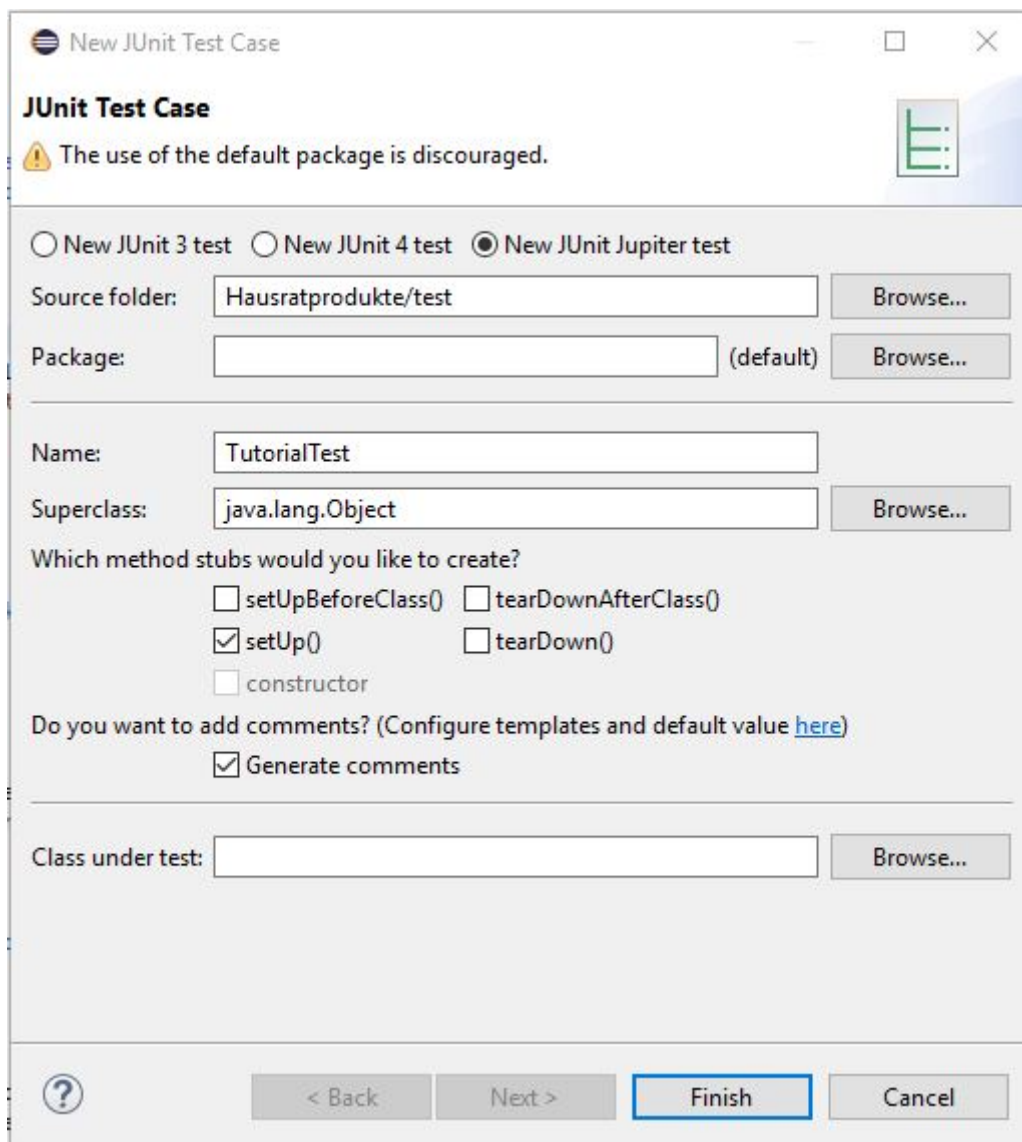 New JUnit Test Case
JUnit Test Case
The use of the default package is discouraged.
New JUnit 3 test New JUnit 4 test New JUnit Jupiter test
Source folder: Hausratprodukte/test Browse...
Package: (default) Browse...
Name: TutorialTest
Superclass: java.lang.Object Browse...
Which method stubs would you like to create?
setUpBeforeClass() tearDownAfterClass()
setUp() tearDown()
constructor
Do you want to add comments? (Configure templates and default value here)
Generate comments
Class under test: Browse...
? < Back Next > Finish Cancel